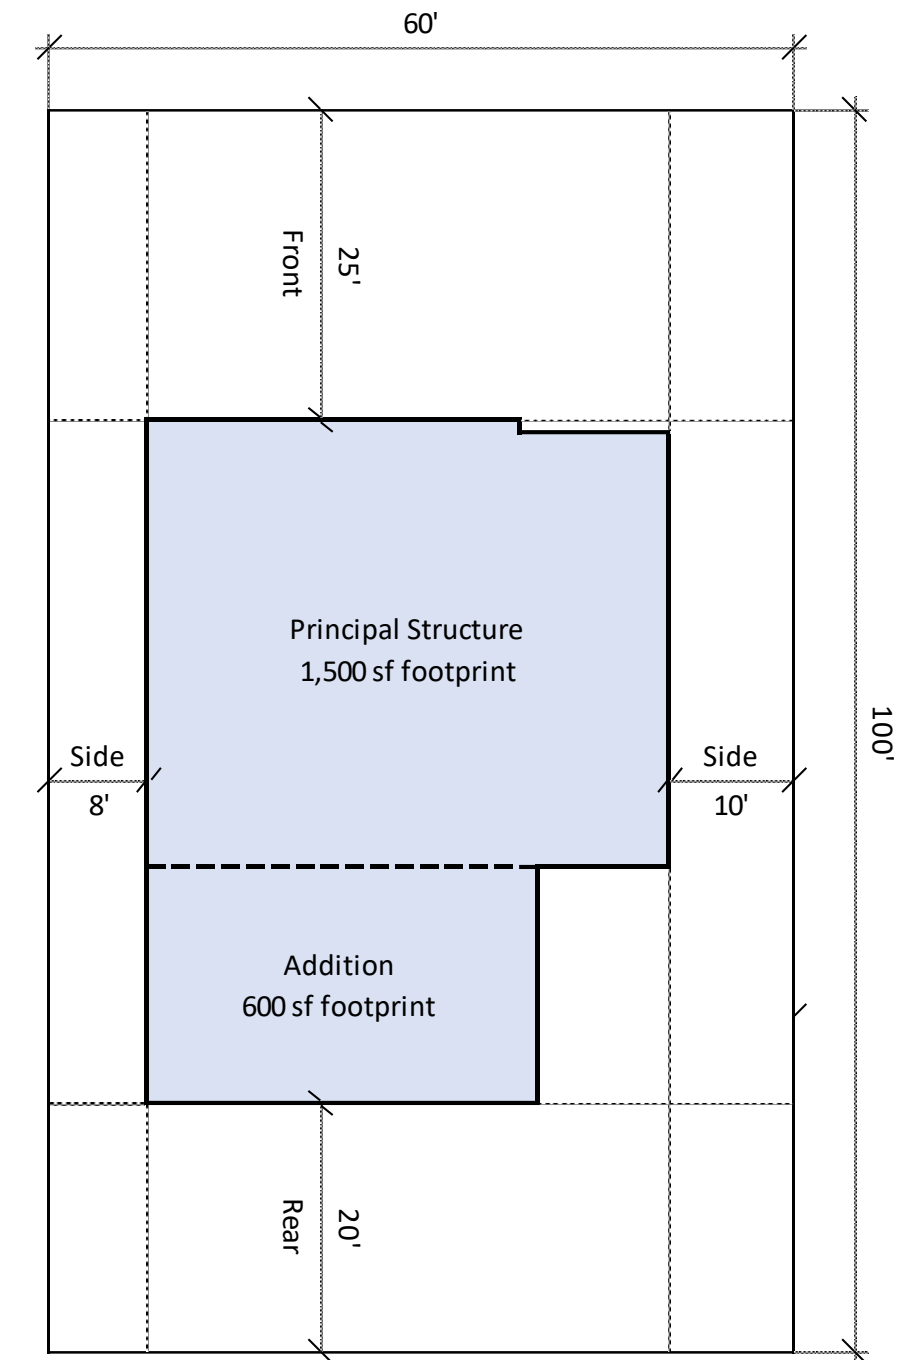 60'
Front
25'
Principal Structure
1,500 sf footprint
100'
Side
8'
Side
10'
Addition
600 sf footprint
Rear
20'